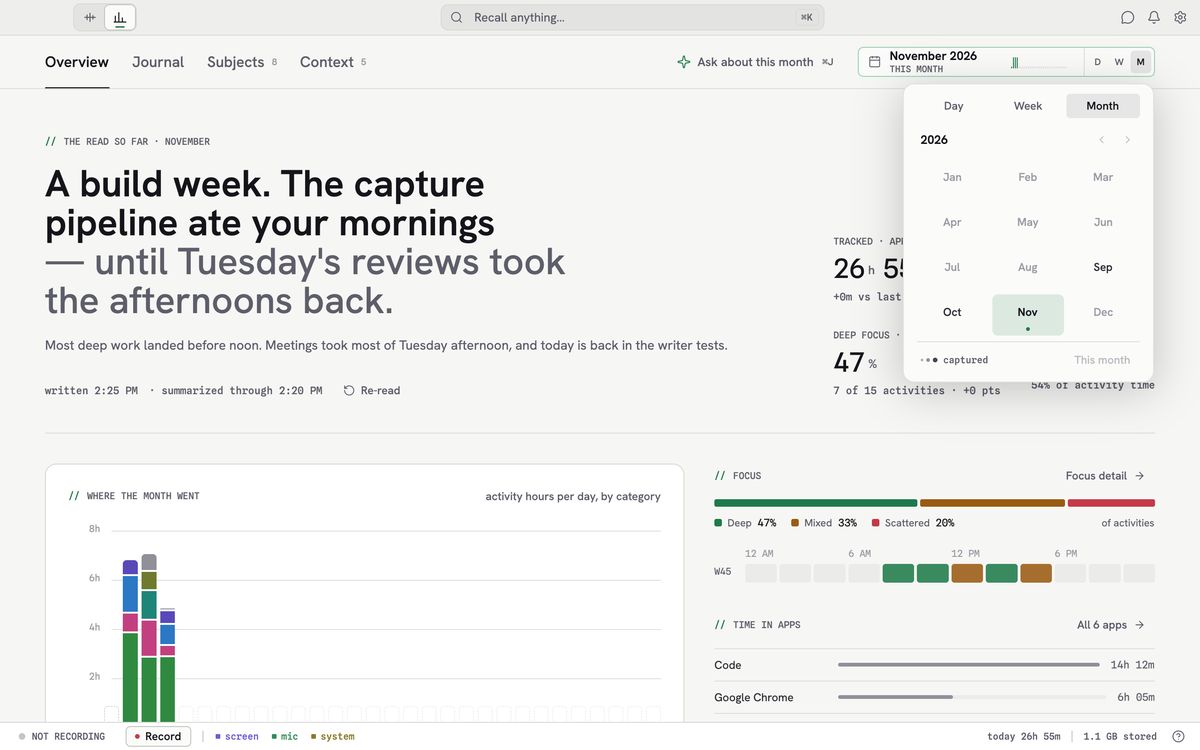 Recall anything... ⌘K
Overview Journal Subjects 8 Context 5
Ask about this month ⌘J
November 2026
THIS MONTH
D W M
Day Week Month
2026
Jan Feb Mar
Apr May Jun
Jul Aug Sep
Oct Nov Dec
captured This month
// THE READ SO FAR · NOVEMBER
A build week. The capture
pipeline ate your mornings
— until Tuesday's reviews took
the afternoons back.
Most deep work landed before noon. Meetings took most of Tuesday afternoon, and today is back in the writer tests.
written 2:25 PM · summarized through 2:20 PM Re-read
TRACKED ·
26 h
+0m vs last
DEEP FOCUS ·
47 %
7 of 15 activities · +0 pts
54% of activity time
// WHERE THE MONTH WENT
activity hours per day, by category
8h
6h
4h
2h
// FOCUS
Focus detail →
Deep 47% Mixed 33% Scattered 20%
of activities
12 AM 6 AM 12 PM 6 PM
W45
// TIME IN APPS
All 6 apps →
Code 14h 12m
Google Chrome 6h 05m
NOT RECORDING Record screen mic system
today 26h 55m 1.1 GB stored